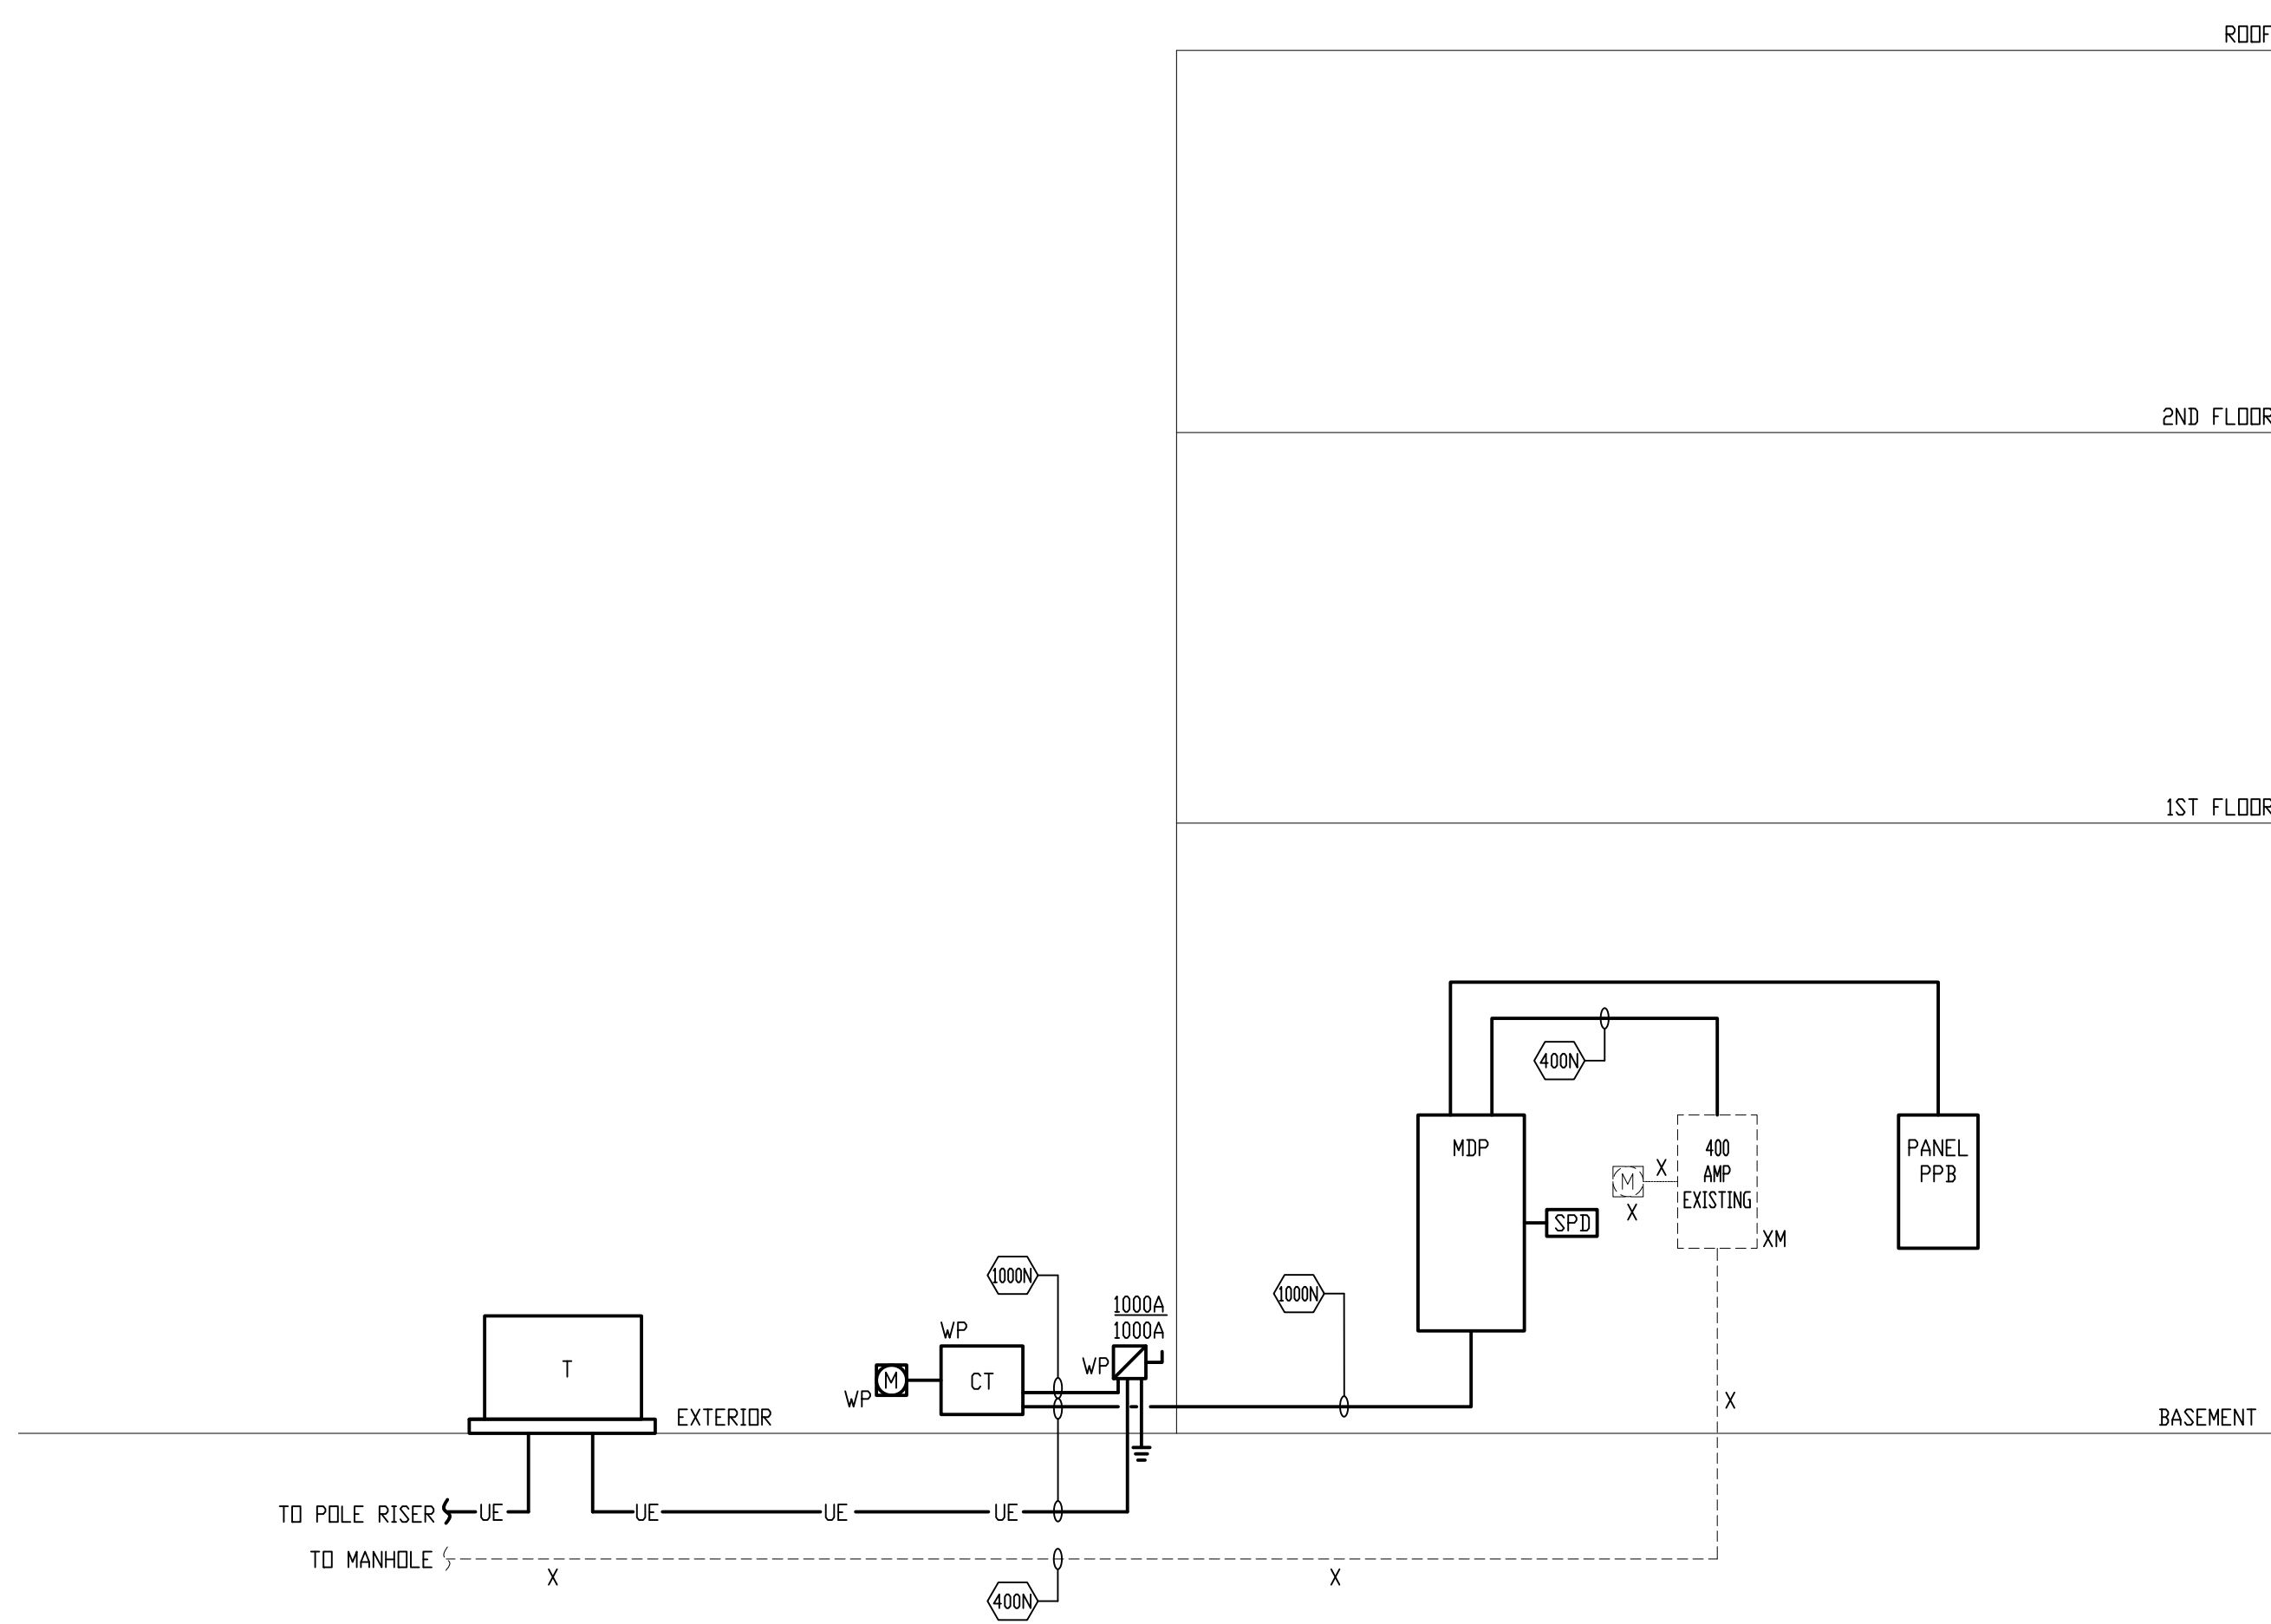 ROOF
2ND FLOOR
1ST FLOOR
400N
MDP
400
AMP
EXISTING
PANEL
PPB
M
X
X
SPD
XM
1000N
1000N
1000A
1000A
WP
WP
T
M
CT
WP
X
EXTERIOR
BASEMENT
TO POLE RISER
UE
UE
UE
UE
TO MANHOLE
X
X
400N